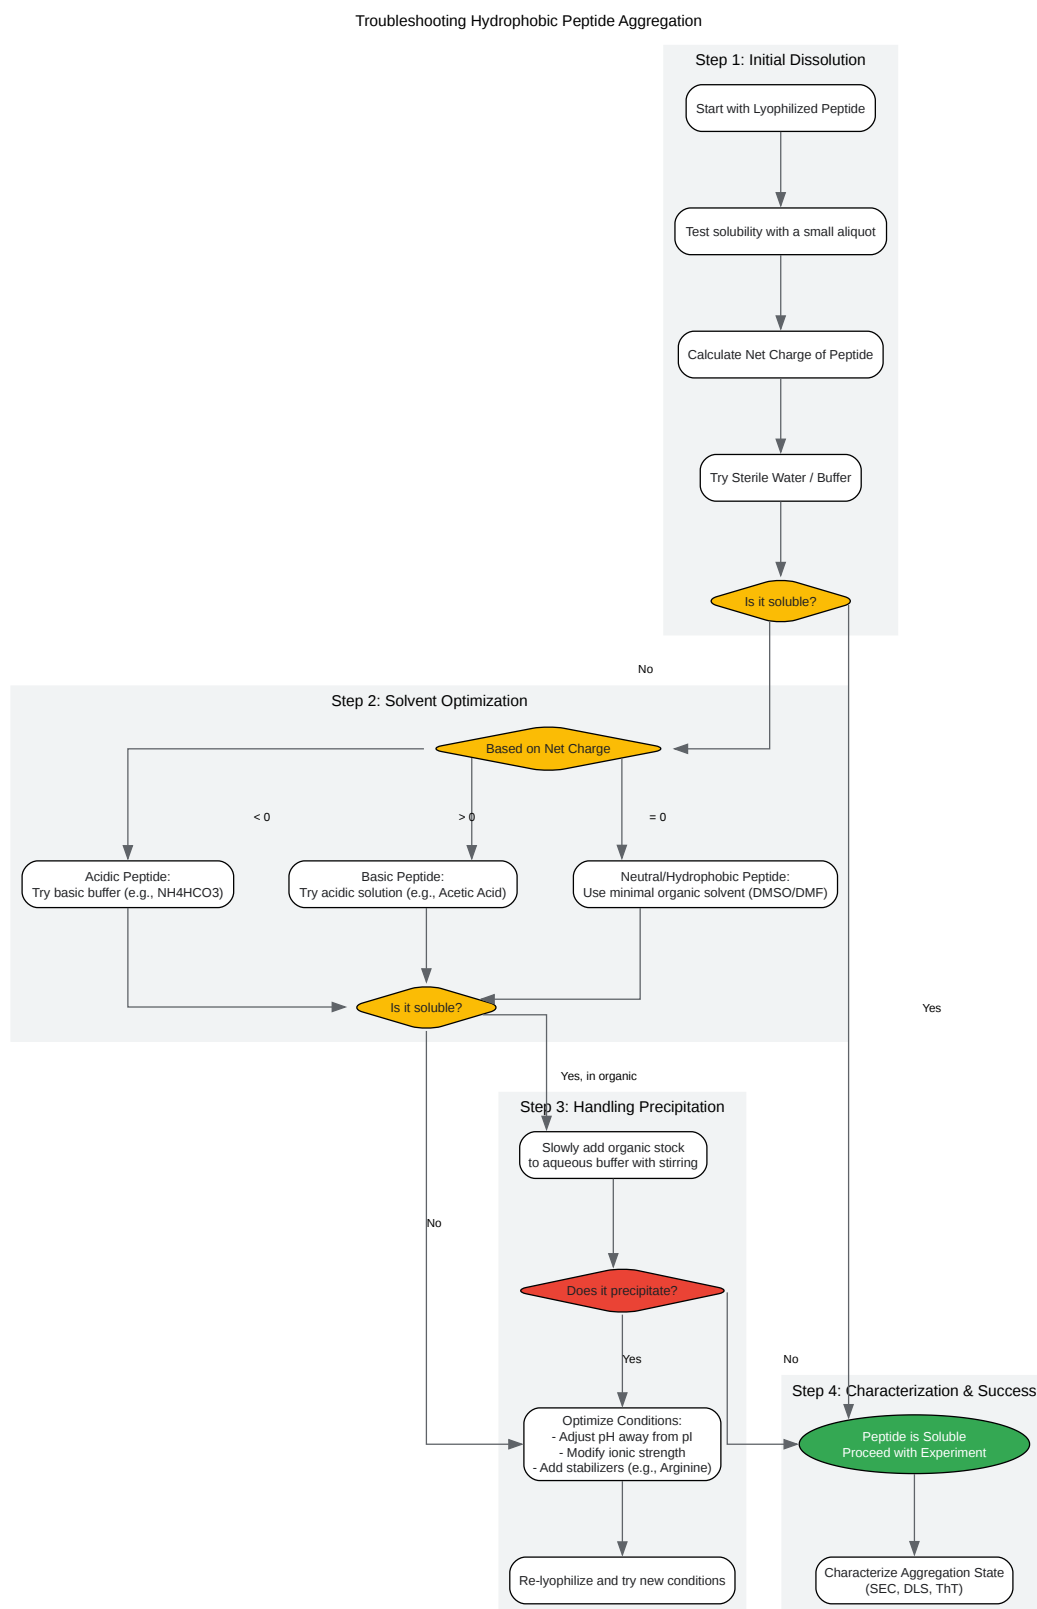 Troubleshooting Hydrophobic Peptide Aggregation
Step 1: Initial Dissolution
Start with Lyophilized Peptide
Test solubility with a small aliquot
Calculate Net Charge of Peptide
Try Sterile Water / Buffer
Is it soluble?
No
Step 2: Solvent Optimization
Based on Net Charge
< 0
> 0
= 0
Acidic Peptide:
Try basic buffer (e.g., NH4HCO3)
Basic Peptide:
Try acidic solution (e.g., Acetic Acid)
Neutral/Hydrophobic Peptide:
Use minimal organic solvent (DMSO/DMF)
Is it soluble?
Yes
Yes, in organic
Step 3: Handling Precipitation
Slowly add organic stock
to aqueous buffer with stirring
No
Does it precipitate?
Yes
No
Step 4: Characterization & Success
Optimize Conditions:
- Adjust pH away from pI
- Modify ionic strength
- Add stabilizers (e.g., Arginine)
Peptide is Soluble
Proceed with Experiment
Re-lyophilize and try new conditions
Characterize Aggregation State
(SEC, DLS, ThT)